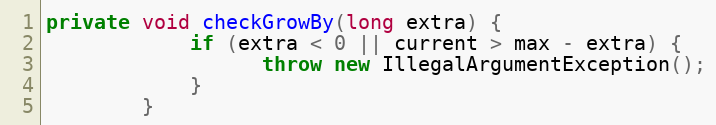 1 private void checkGrowBy(long extra) {
2             if (extra < 0 || current > max - extra) {
3                   throw new IllegalArgumentException();
4             }
5         }